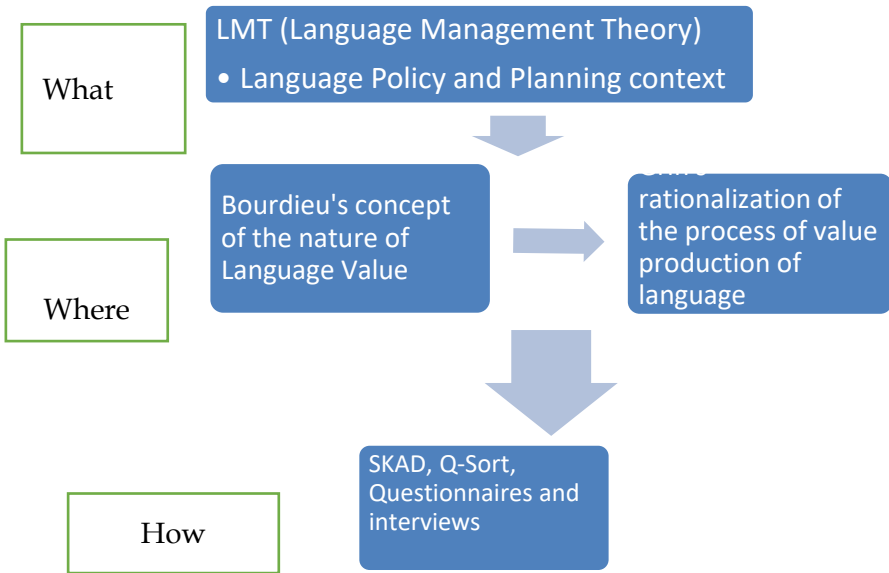 What
LMT (Language Management Theory)
• Language Policy and Planning context
Bourdieu's concept
of the nature of
Language Value
rationalization of
the process of value
production of
language
Where
SKAD, Q-Sort,
Questionnaires and
interviews
How